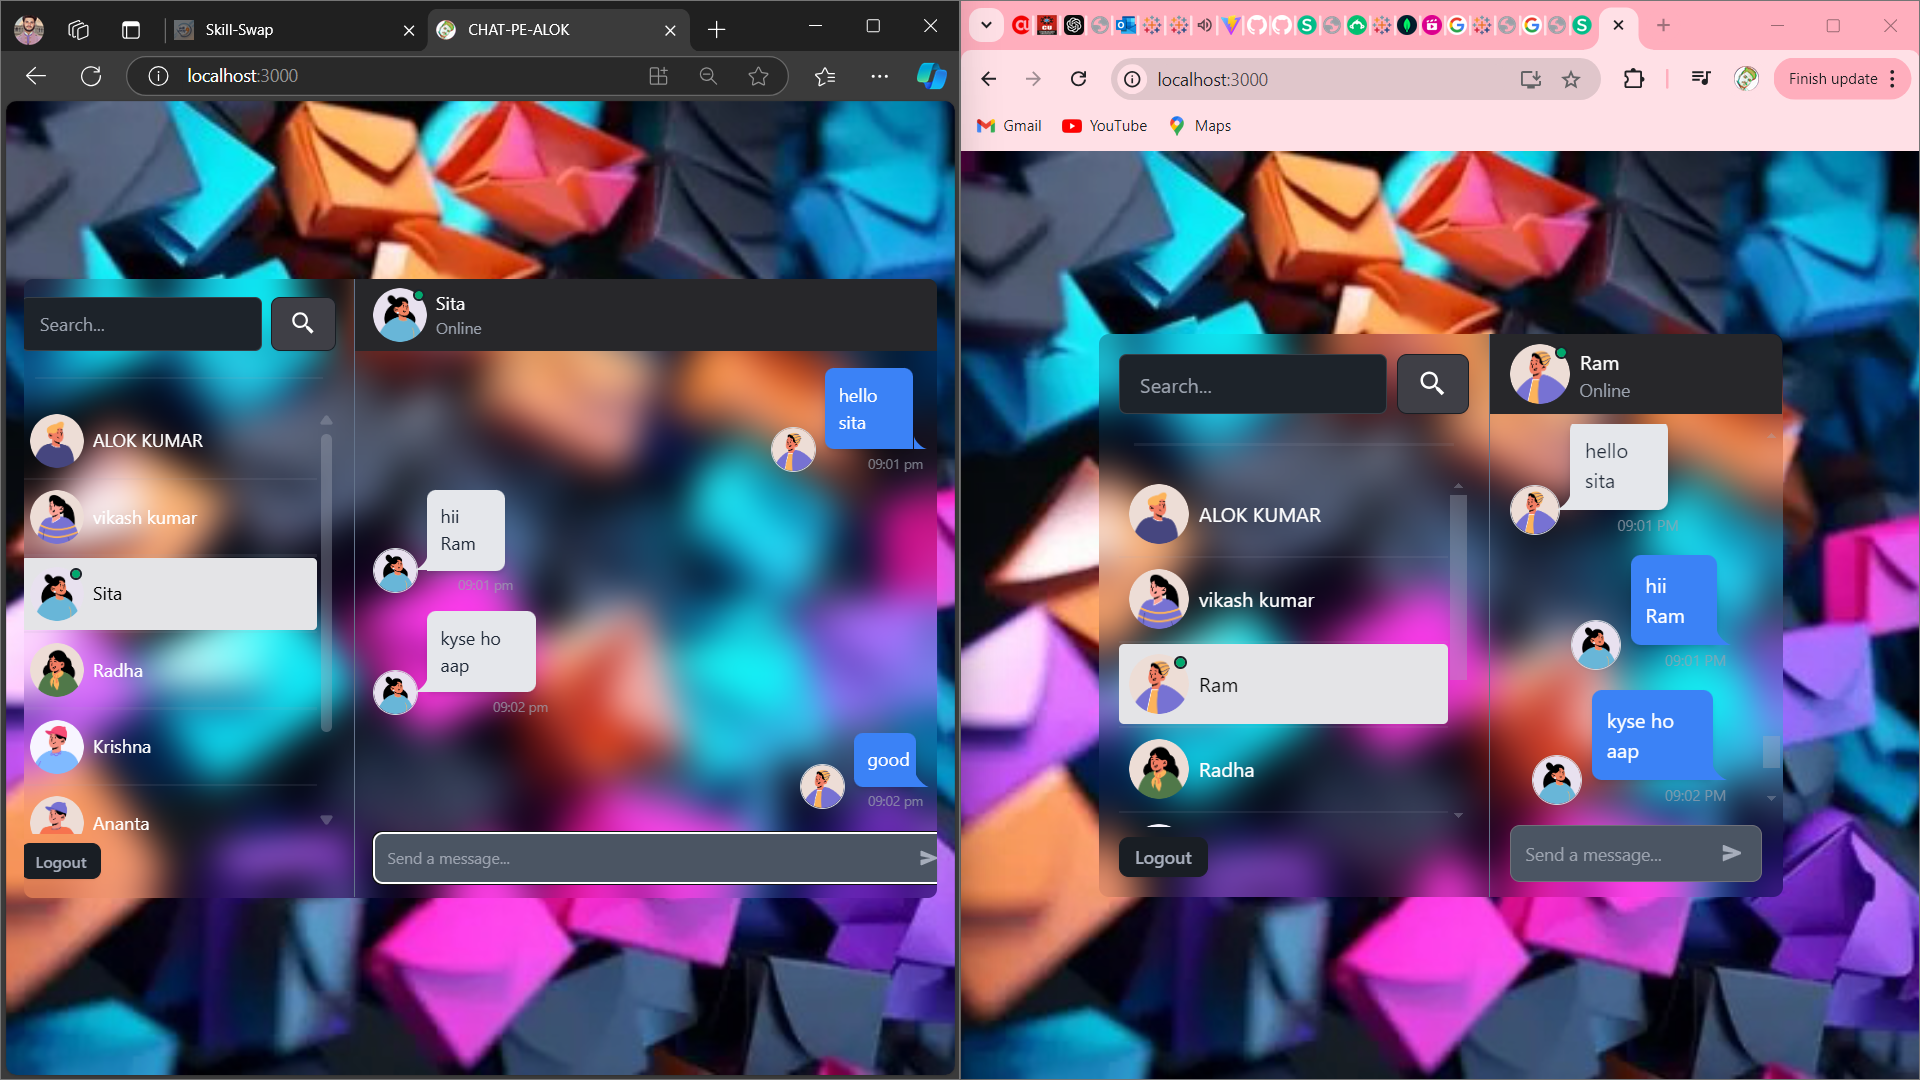 Skill-Swap
CHAT-PE-ALOK
localhost:3000
Search...
ALOK KUMAR
vikash kumar
Sita
Radha
Krishna
Ananta
Logout
Sita
Online
hello
sita
09:01 pm
hii
Ram
09:01 pm
kyse ho
aap
09:02 pm
good
09:02 pm
Send a message...
localhost:3000
Finish update
Gmail
YouTube
Maps
Search...
ALOK KUMAR
vikash kumar
Ram
Radha
Logout
Ram
Online
hello
sita
09:01 PM
hii
Ram
09:01 PM
kyse ho
aap
09:02 PM
Send a message...